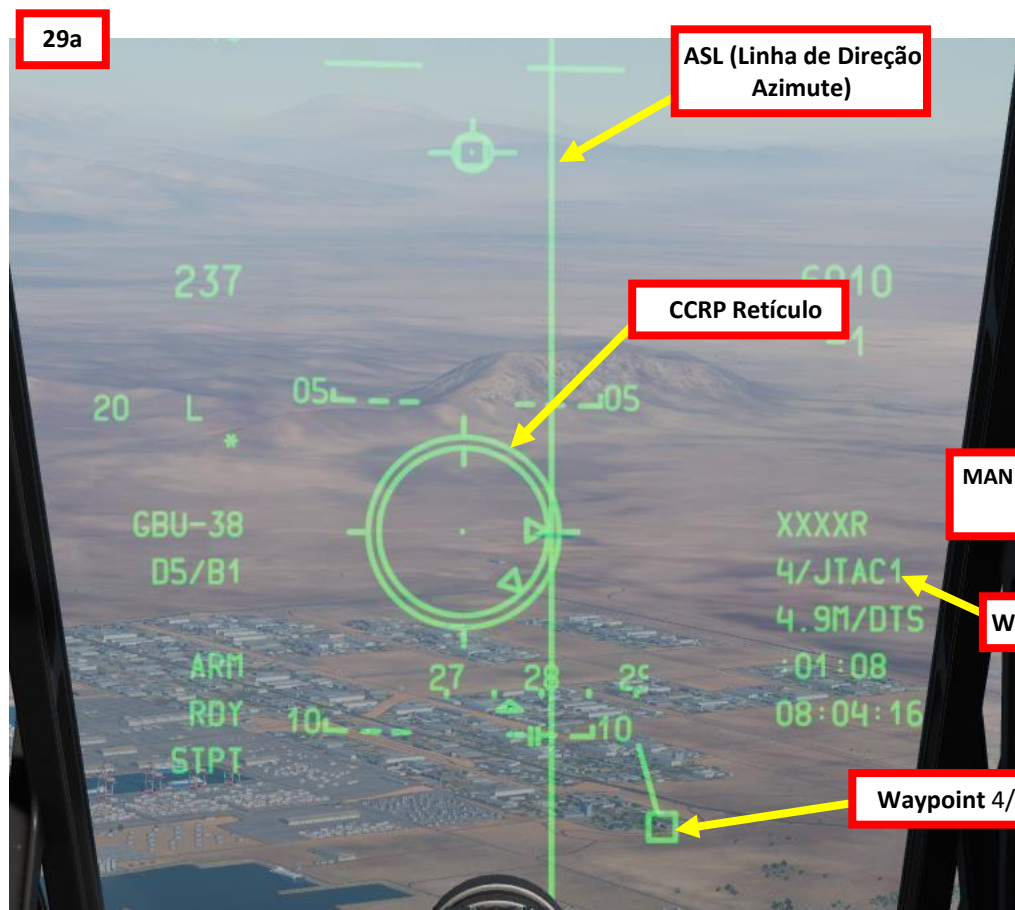 29a
ASL (Linha de Direção
Azimute)
237
CCRP Retículo
-1
05
05
20 L
*
MAN
GBU-38
D5/B1
XXXXR
4/JTAC1
4.9M/DTS
W
ARM
27 28
:01:08
RDY
08:04:16
10
10
STPT
Waypoint 4/